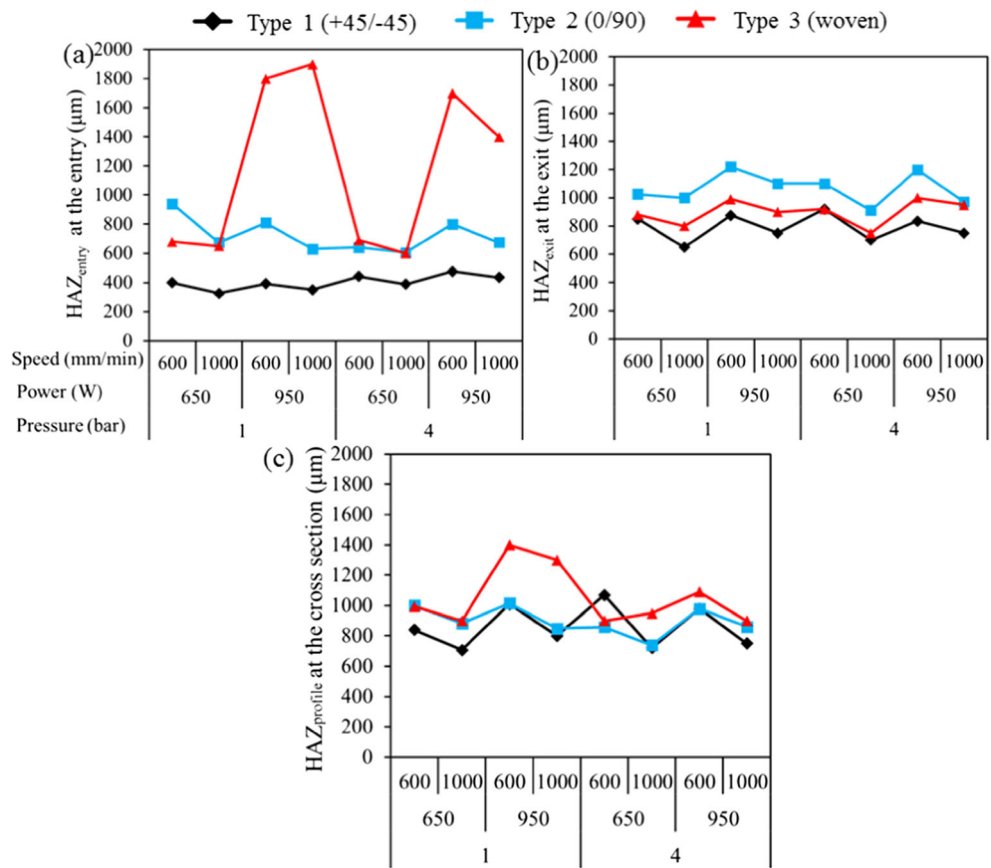 Type 1 (+45/-45) Type 2 (0/90) Type 3 (woven)
(a)
HAZentry at the entry (µm)
2000
1800
1600
1400
1200
1000
800
600
400
200
0
Speed (mm/min) 600 1000 600 1000 600 1000 600 1000
Power (W) 650 950 650 950
Pressure (bar) 1 4
(b)
HAZexit at the exit (µm)
2000
1800
1600
1400
1200
1000
800
600
400
200
0
600 1000 600 1000 600 1000 600 1000
650 950 650 950
1 4
(c)
HAZprofile at the cross section (µm)
2000
1800
1600
1400
1200
1000
800
600
400
200
0
600 1000 600 1000 600 1000 600 1000
650 950 650 950
1 4